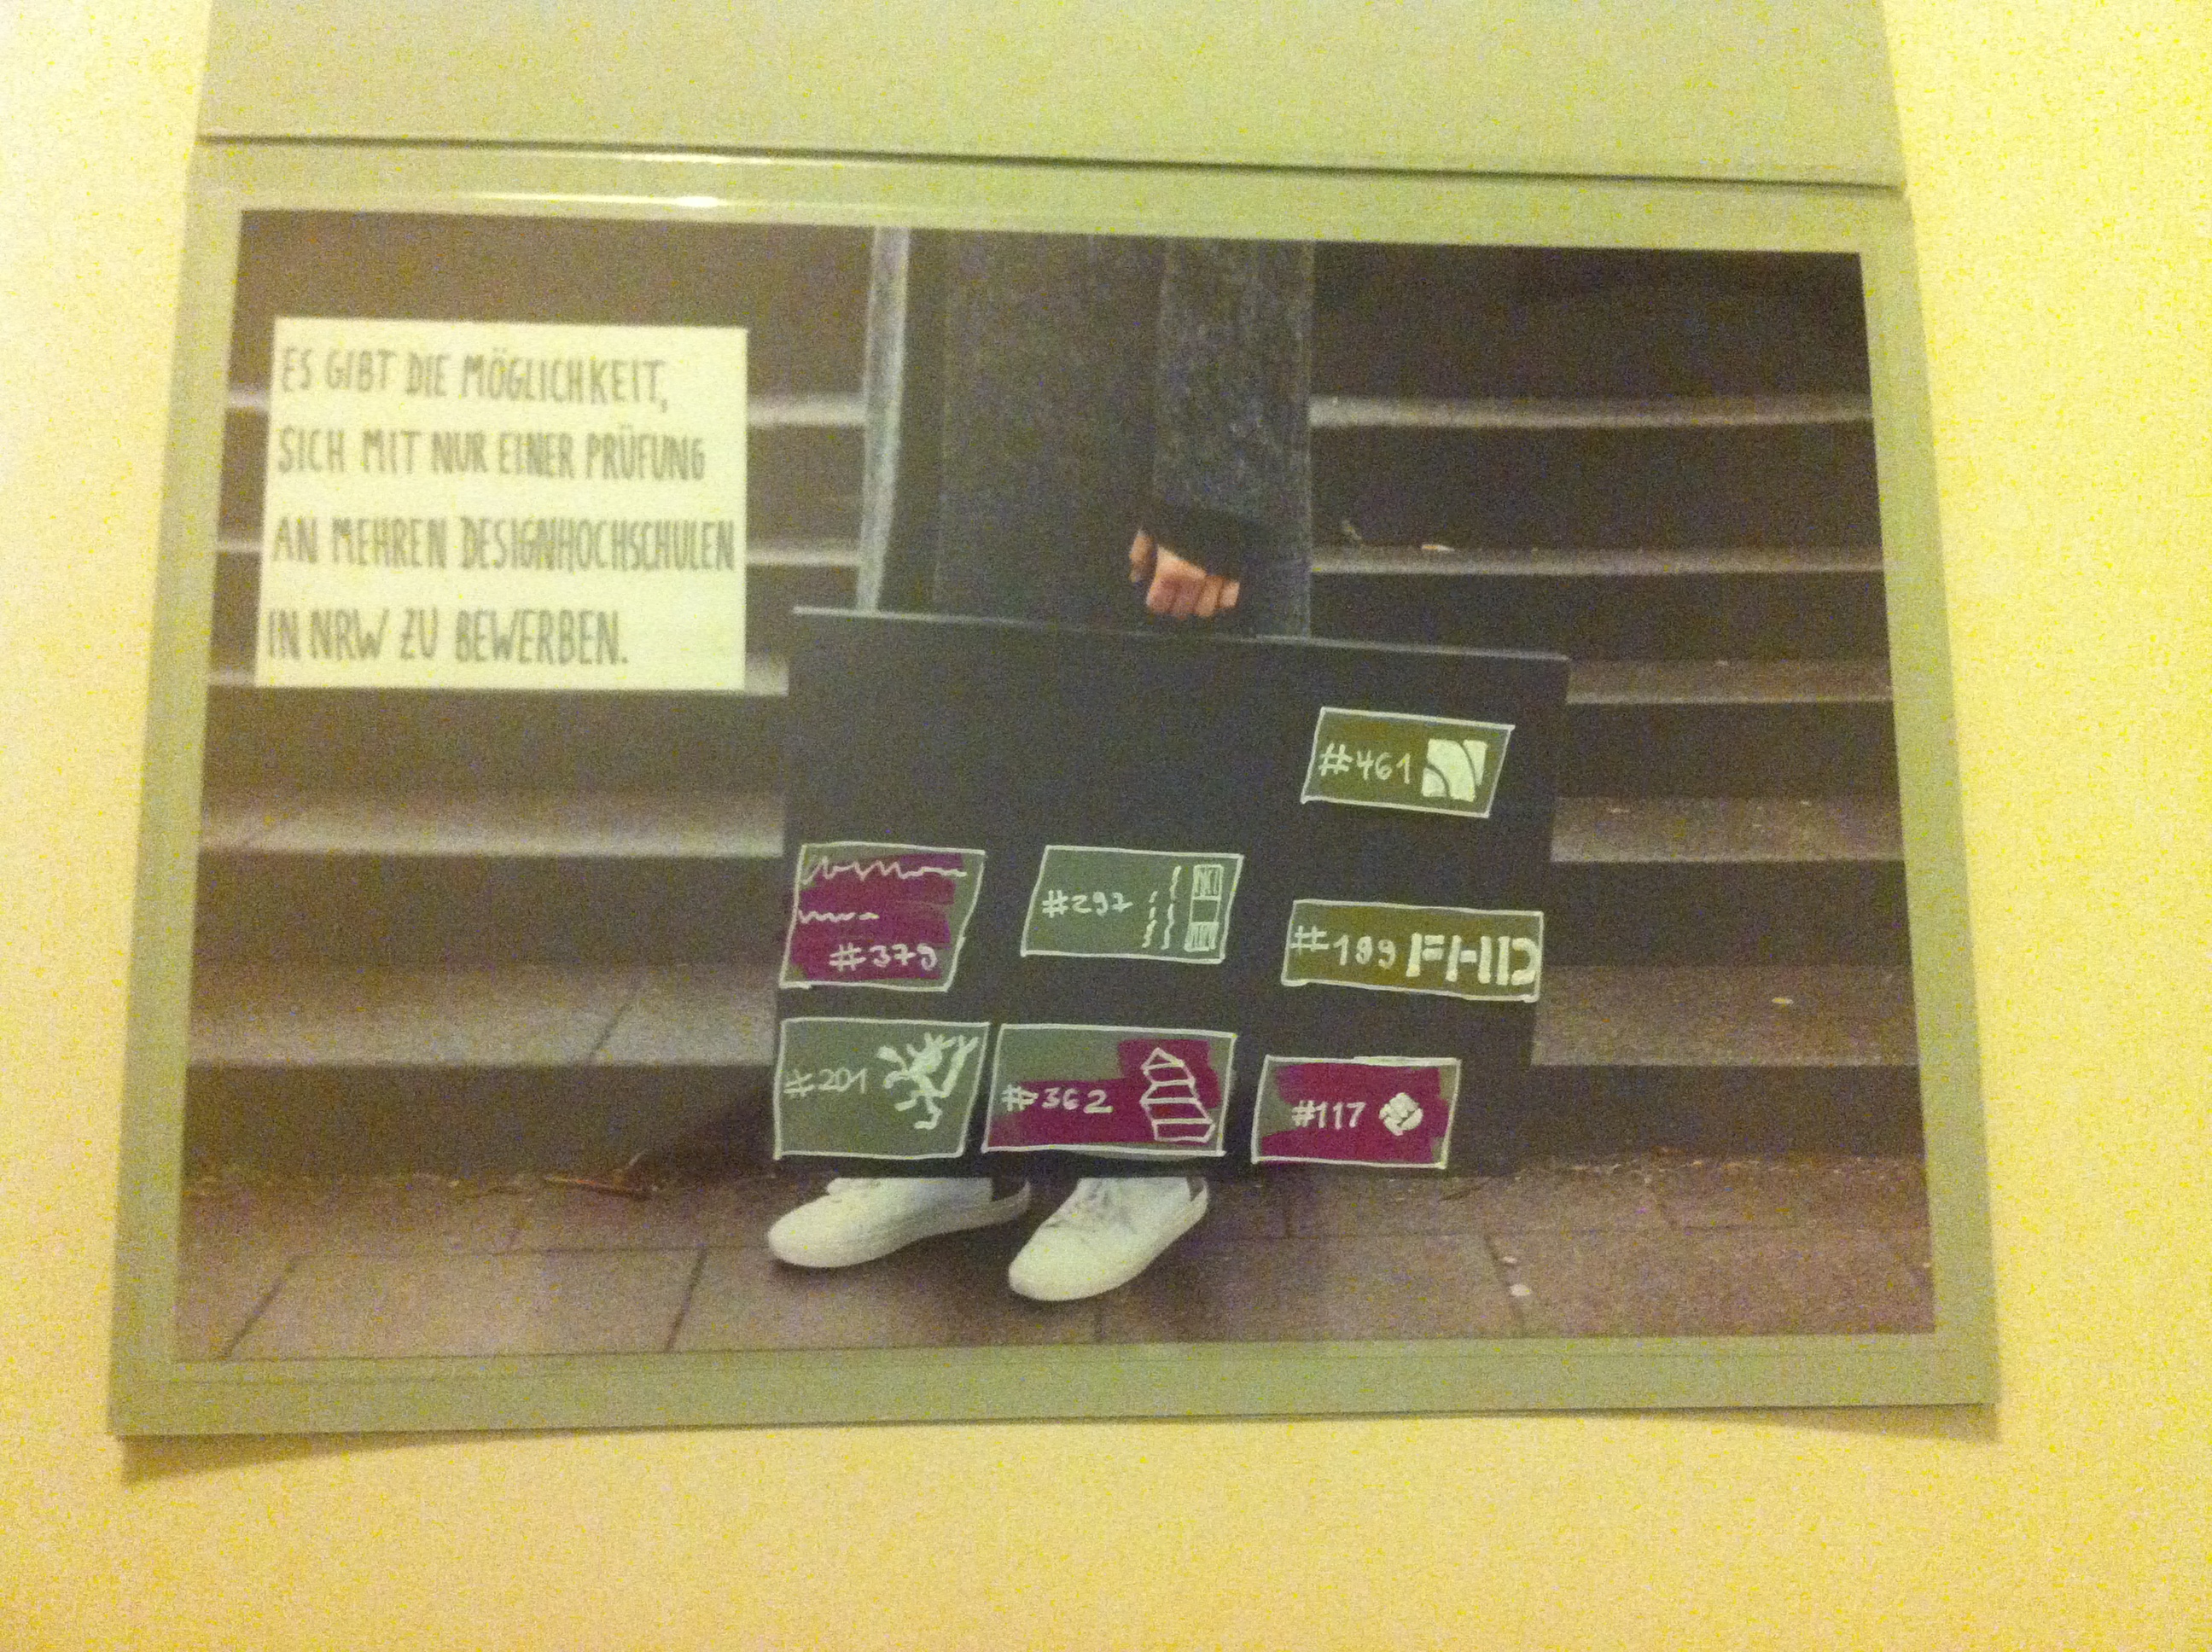 ES GIBT DIE MÖGLICHKEIT,
SICH MIT NUR EINER PRÜFUNG
AN MEHREN DESIGNHOCHSCHULEN
IN NRW ZU BEWERBEN.
#461
#379
#297
#199 FHD
#201
#362
#117